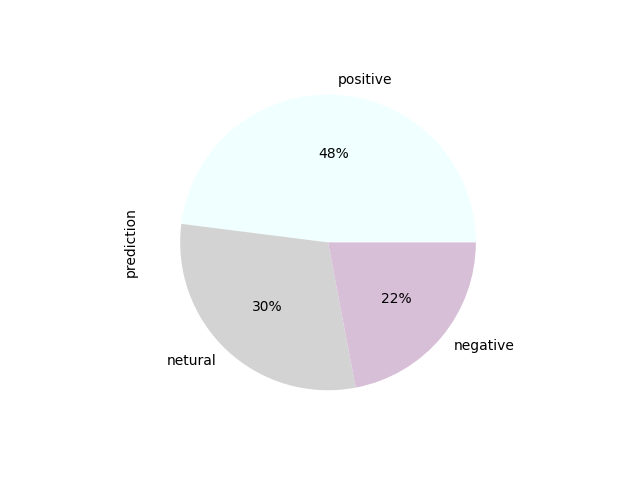 positive
48%
prediction
30%
22%
negative
netural